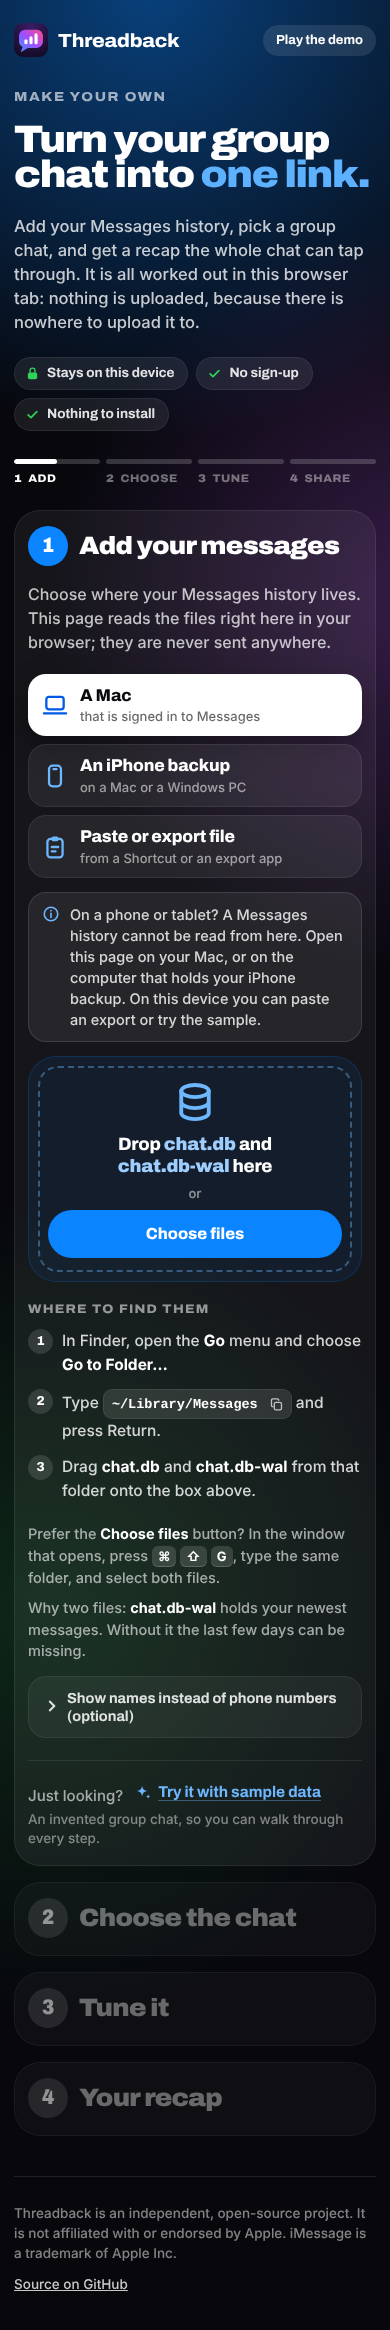 Threadback
Play the demo
MAKE YOUR OWN
Turn your group
chat into one link.
Add your Messages history, pick a group
chat, and get a recap the whole chat can tap
through. It is all worked out in this browser
tab: nothing is uploaded, because there is
nowhere to upload it to.
Stays on this device
No sign-up
Nothing to install
1 ADD
2 CHOOSE
3 TUNE
4 SHARE
1 Add your messages
Choose where your Messages history lives.
This page reads the files right here in your
browser; they are never sent anywhere.
A Mac
that is signed in to Messages
An iPhone backup
on a Mac or a Windows PC
Paste or export file
from a Shortcut or an export app
On a phone or tablet? A Messages
history cannot be read from here. Open
this page on your Mac, or on the
computer that holds your iPhone
backup. On this device you can paste
an export or try the sample.
Drop chat.db and
chat.db-wal here
or
Choose files
WHERE TO FIND THEM
1 In Finder, open the Go menu and choose
Go to Folder...
2 Type ~/Library/Messages and
press Return.
3 Drag chat.db and chat.db-wal from that
folder onto the box above.
Prefer the Choose files button? In the window
that opens, press ⌘ ⇧ G, type the same
folder, and select both files.
Why two files: chat.db-wal holds your newest
messages. Without it the last few days can be
missing.
Show names instead of phone numbers
(optional)
Just looking? Try it with sample data
An invented group chat, so you can walk through
every step.
2 Choose the chat
3 Tune it
4 Your recap
Threadback is an independent, open-source project. It
is not affiliated with or endorsed by Apple. iMessage is
a trademark of Apple Inc.
Source on GitHub